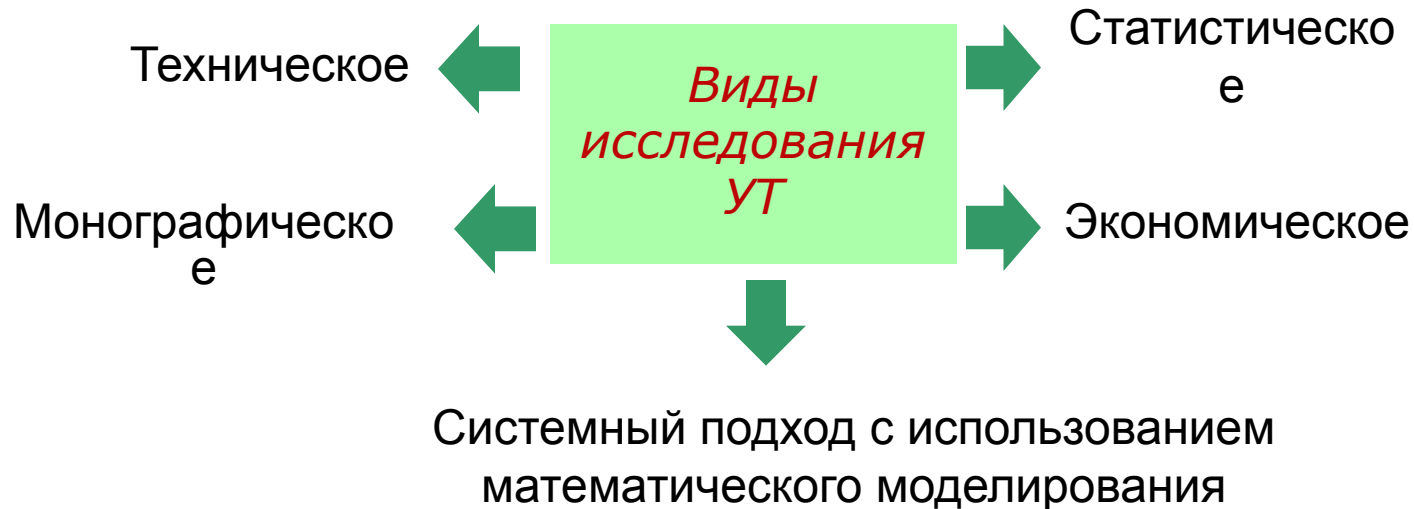 Техническое
Монографическо
е
Виды
исследования
УТ
Статистическо
е
Экономическое
Системный подход с использованием
математического моделирования